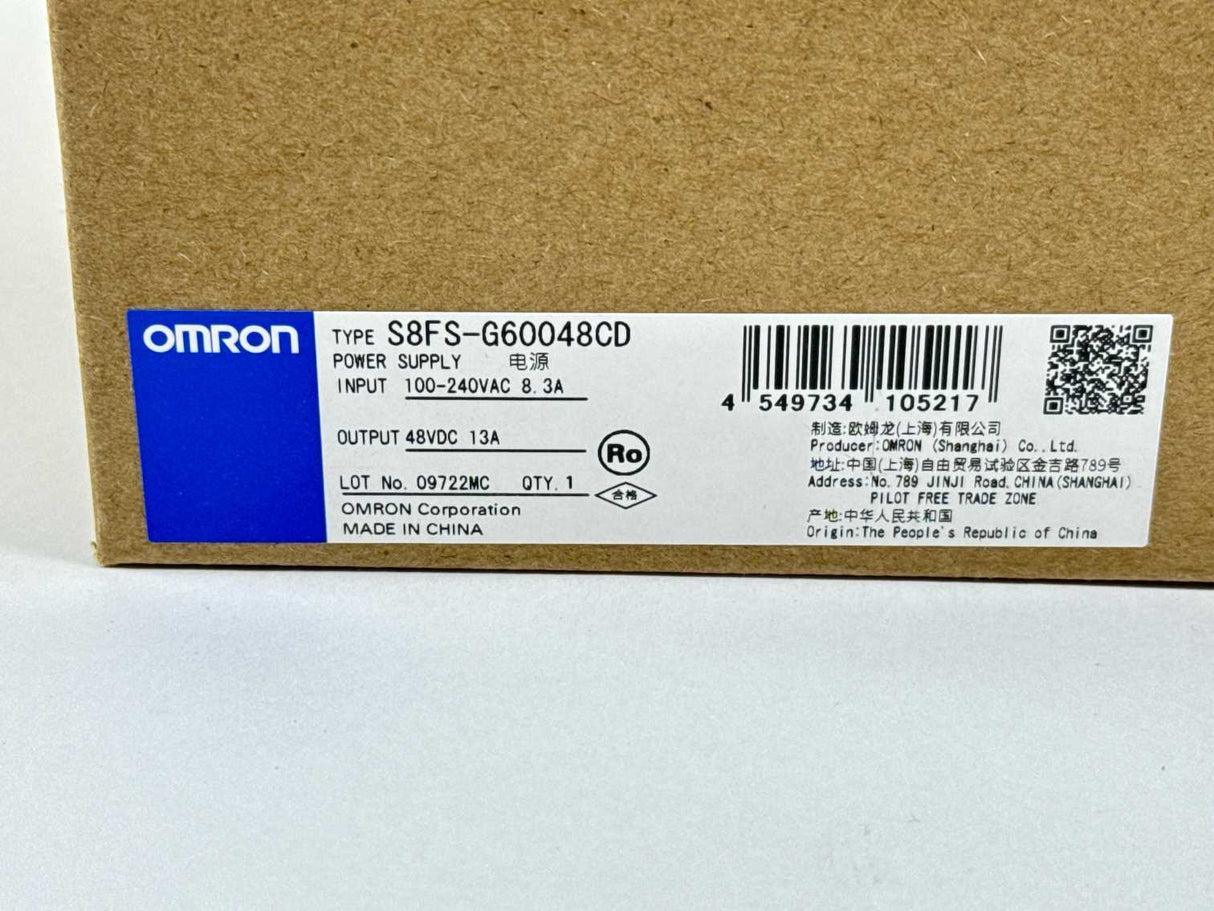 OMRON
TYPE S8FS-G60048CD
POWER SUPPLY 电源
INPUT 100-240VAC 8.3A
OUTPUT 48VDC 13A
Ro
LOT No. 09722MC QTY. 1
合格
OMRON Corporation
MADE IN CHINA
4 549734 105217
制造:欧姆龙(上海)有限公司
Producer:OMRON (Shanghai) Co.,Ltd.
地址:中国(上海)自由贸易试验区金吉路789号
Address:No. 789 JINJI Road, CHINA(SHANGHAI)
PILOT FREE TRADE ZONE
产地:中华人民共和国
Origin:The People's Republic of China